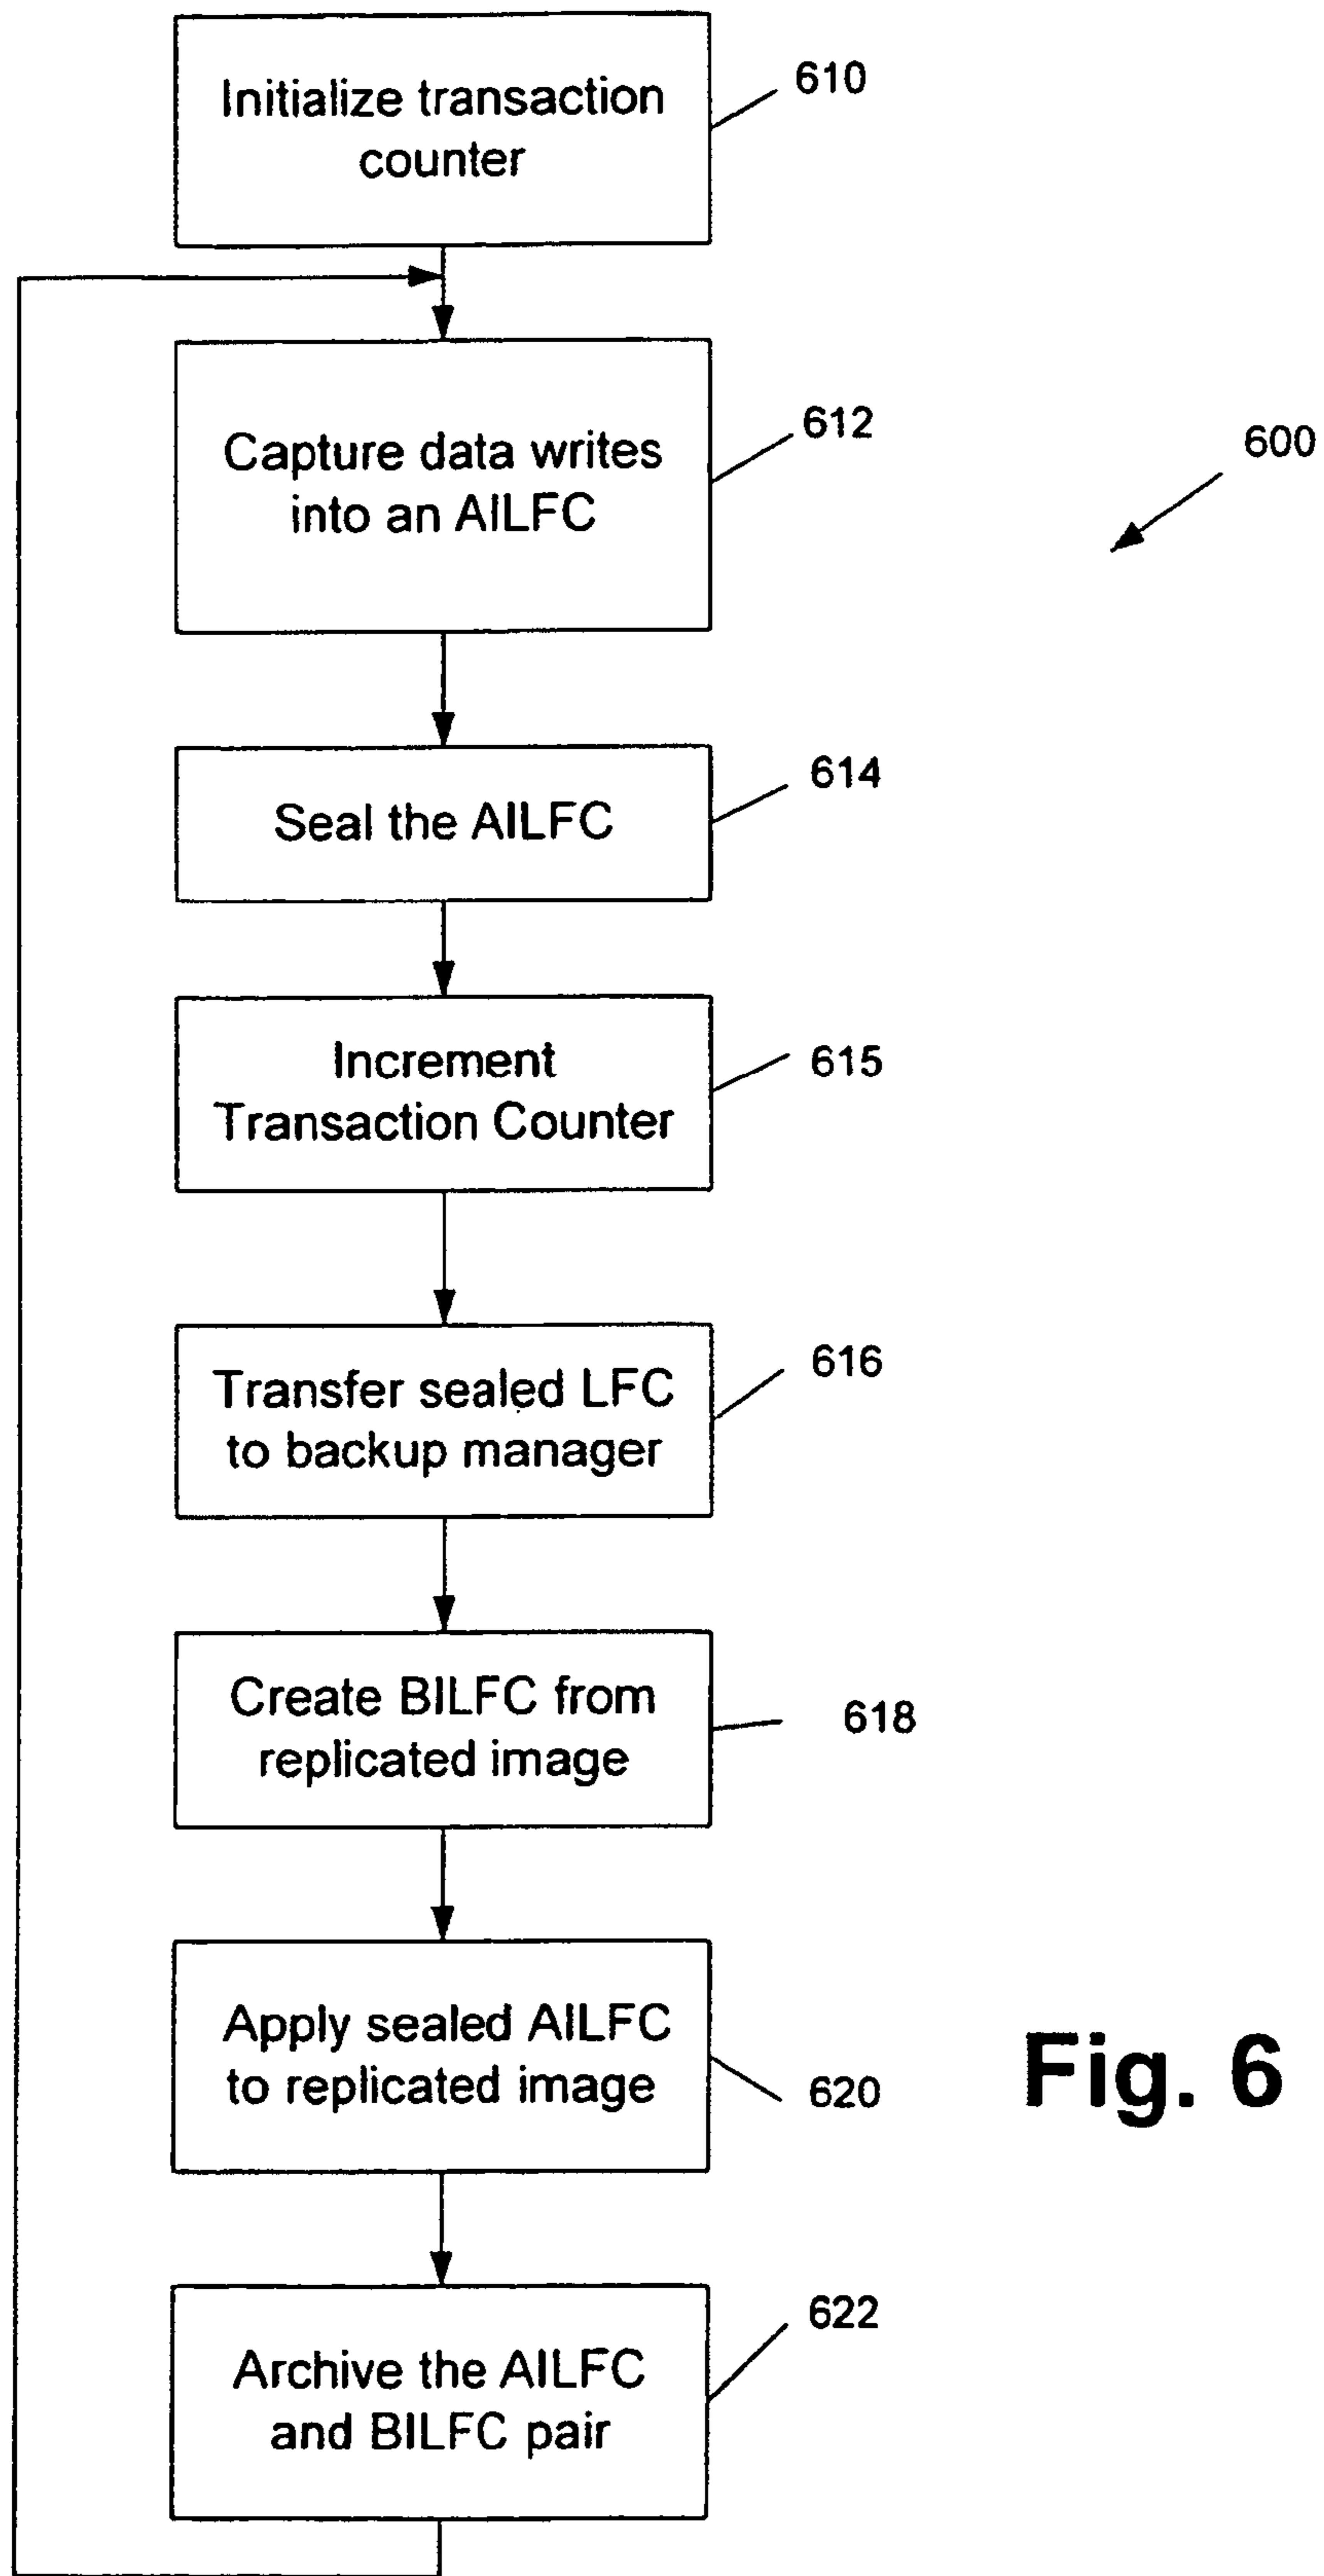 Initialize transaction
counter
610
Capture data writes
into an AILFC
612
600
Seal the AILFC
614
Increment
Transaction Counter
615
Transfer sealed LFC
to backup manager
616
Create BILFC from
replicated image
618
Apply sealed AILFC
to replicated image
620
Fig. 6
Archive the AILFC
and BILFC pair
622